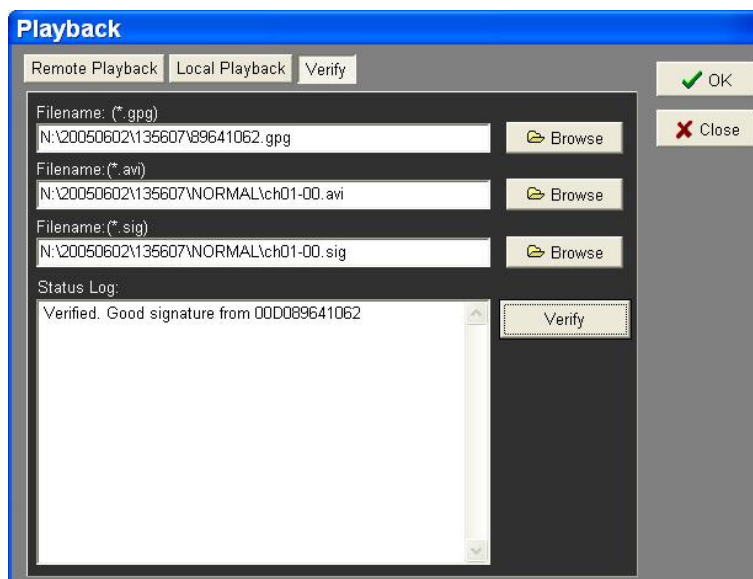 Playback
Remote Playback Local Playback Verify
OK
Filename: (*.gpg)
N:\20050602\135607\89641062.gpg Browse
Close
Filename:(*.avi)
N:\20050602\135607\NORMAL\ch01-00.avi Browse
Filename:(*.sig)
N:\20050602\135607\NORMAL\ch01-00.sig Browse
Status Log:
Verified. Good signature from 00D089641062 Verify